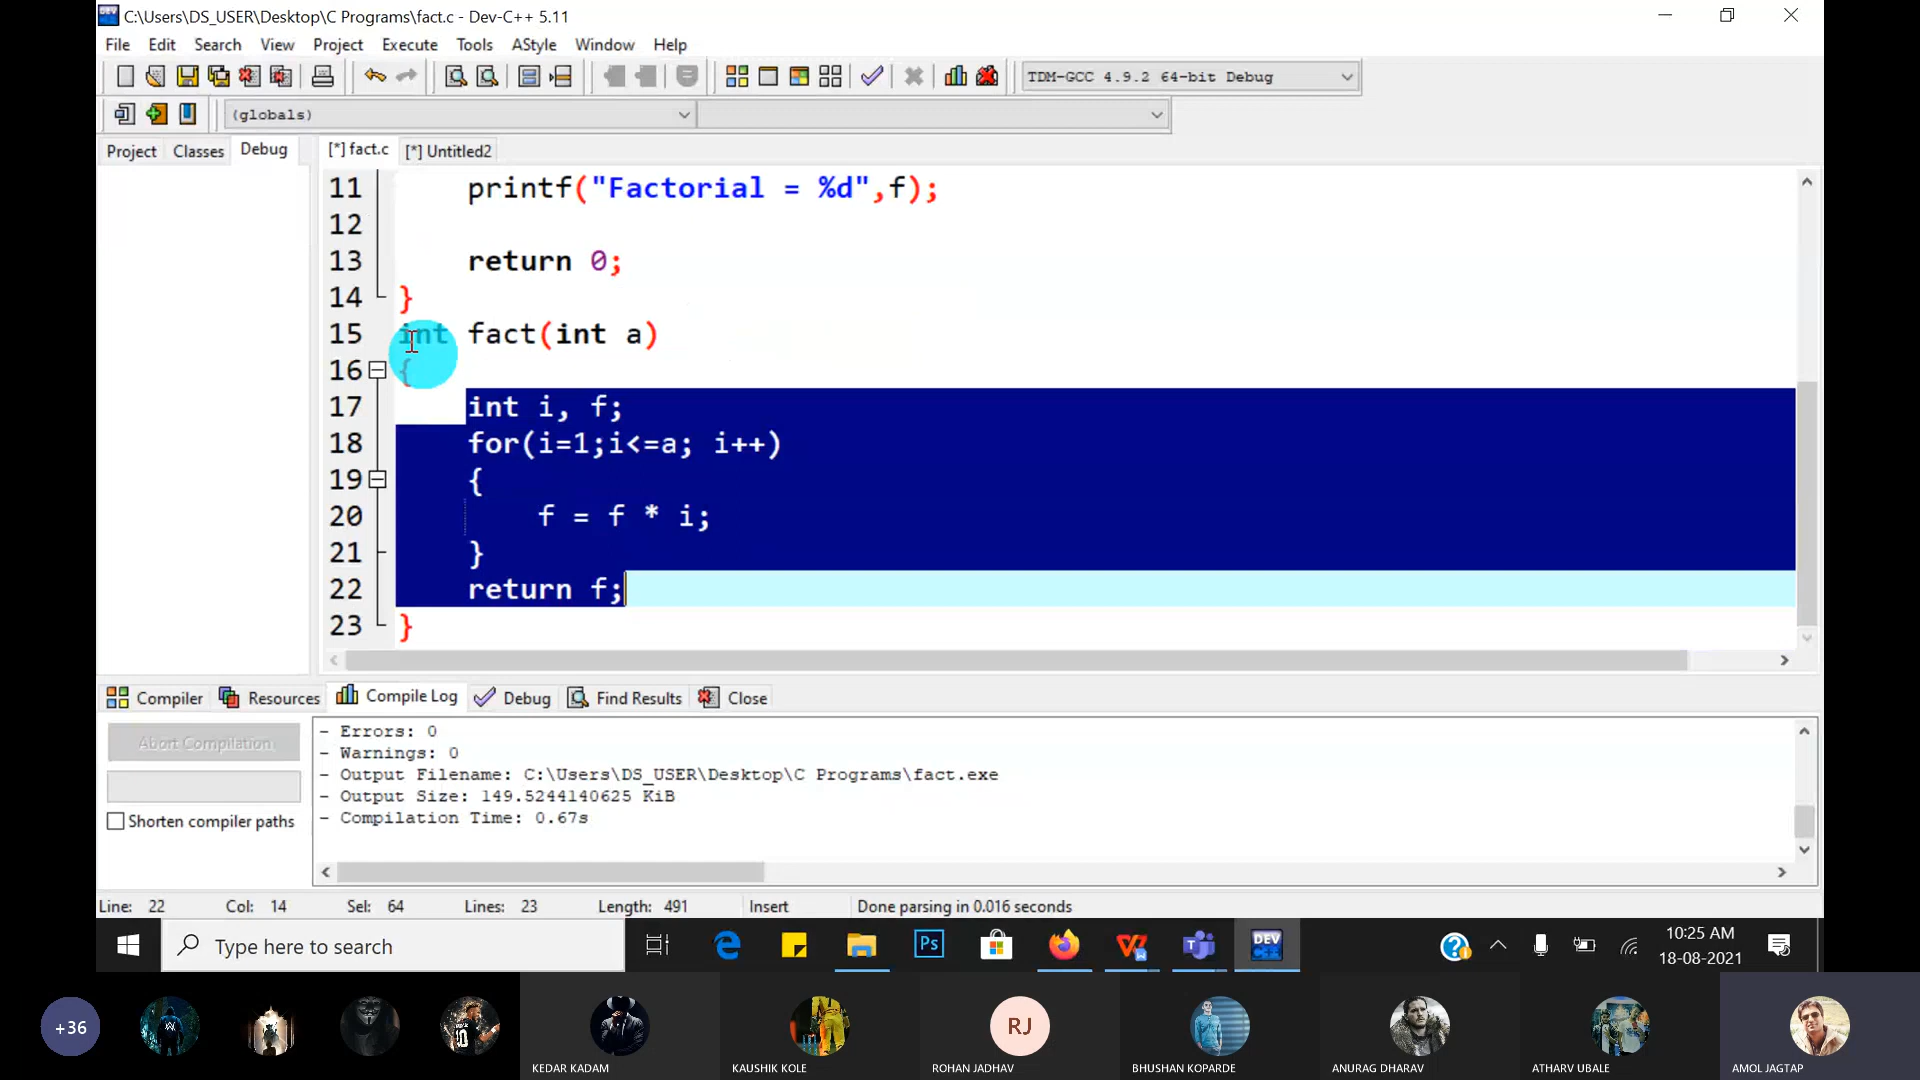 C:\Users\DS_USER\Desktop\C Programs\fact.c - Dev-C++ 5.11
File Edit Search View Project Execute Tools AStyle Window Help
TDM-GCC 4.9.2 64-bit Debug
(globals)
Project Classes Debug [*] fact.c [*] Untitled2
11 printf("Factorial = %d",f);
12
13 return 0;
14 }
15 int fact(int a)
16 {
17 int i, f;
18 for(i=1;i<=a; i++)
19 {
20 f = f * i;
21 }
22 return f;
23 }
Compiler Resources Compile Log Debug Find Results Close
Abort Compilation
Shorten compiler paths
- Errors: 0
- Warnings: 0
- Output Filename: C:\Users\DS_USER\Desktop\C Programs\fact.exe
- Output Size: 149.5244140625 KiB
- Compilation Time: 0.67s
Line: 22 Col: 14 Sel: 64 Lines: 23 Length: 491 Insert Done parsing in 0.016 seconds
Type here to search
Ps
DEV C++
10:25 AM
18-08-2021
+36
RJ
KEDAR KADAM
KAUSHIK KOLE
ROHAN JADHAV
BHUSHAN KOPARDE
ANURAG DHARAV
ATHARV UBALE
AMOL JAGTAP